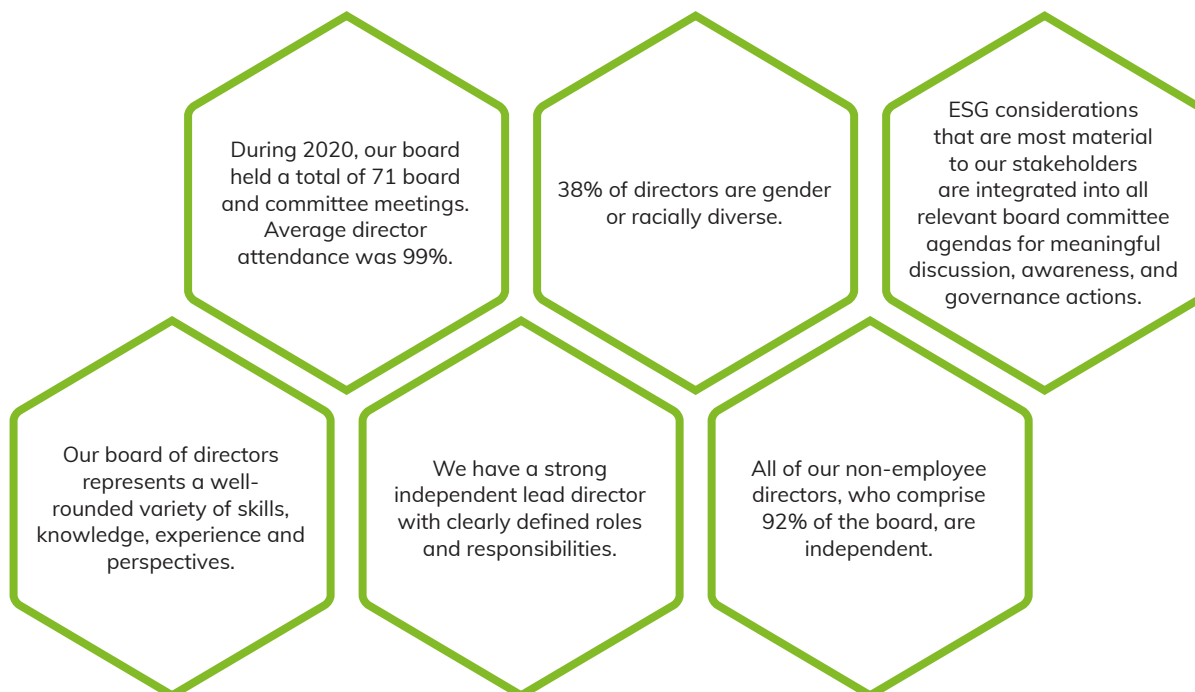 During 2020, our board
held a total of 71 board
and committee meetings.
Average director
attendance was 99%.
38% of directors are gender
or racially diverse.
ESG considerations
that are most material
to our stakeholders
are integrated into all
relevant board committee
agendas for meaningful
discussion, awareness, and
governance actions.
Our board of directors
represents a well-
rounded variety of skills,
knowledge, experience and
perspectives.
We have a strong
independent lead director
with clearly defined roles
and responsibilities.
All of our non-employee
directors, who comprise
92% of the board, are
independent.